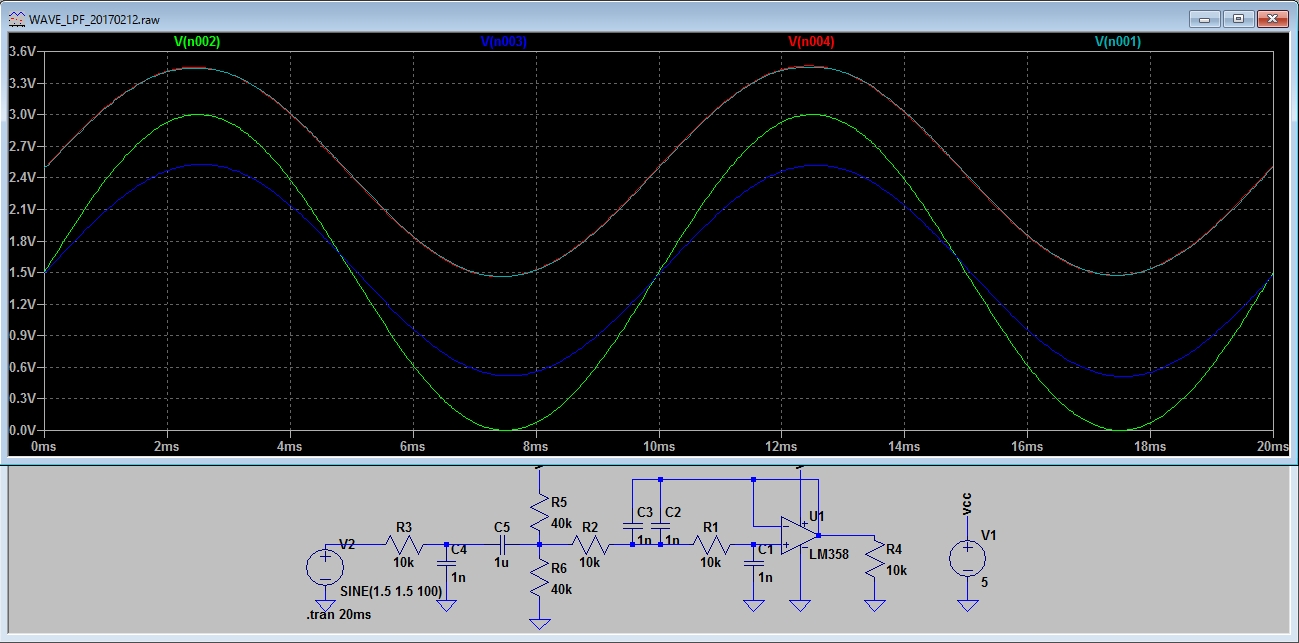 WAVE_LPF_20170212.raw
V(n002) V(n003) V(n004) V(n001)
3.6V
3.3V
3.0V
2.7V
2.4V
2.1V
1.8V
1.5V
1.2V
0.9V
0.6V
0.3V
0.0V
0ms 2ms 4ms 6ms 8ms 10ms 12ms 14ms 16ms 18ms 20ms
R5
40k
C3 C2
1n 1n
U1
LM358
vcc
V1
5
V2
R3
10k
C4
1n
C5
1u
R2
10k
R1
10k
C1
1n
R4
10k
R6
40k
SINE(1.5 1.5 100)
.tran 20ms